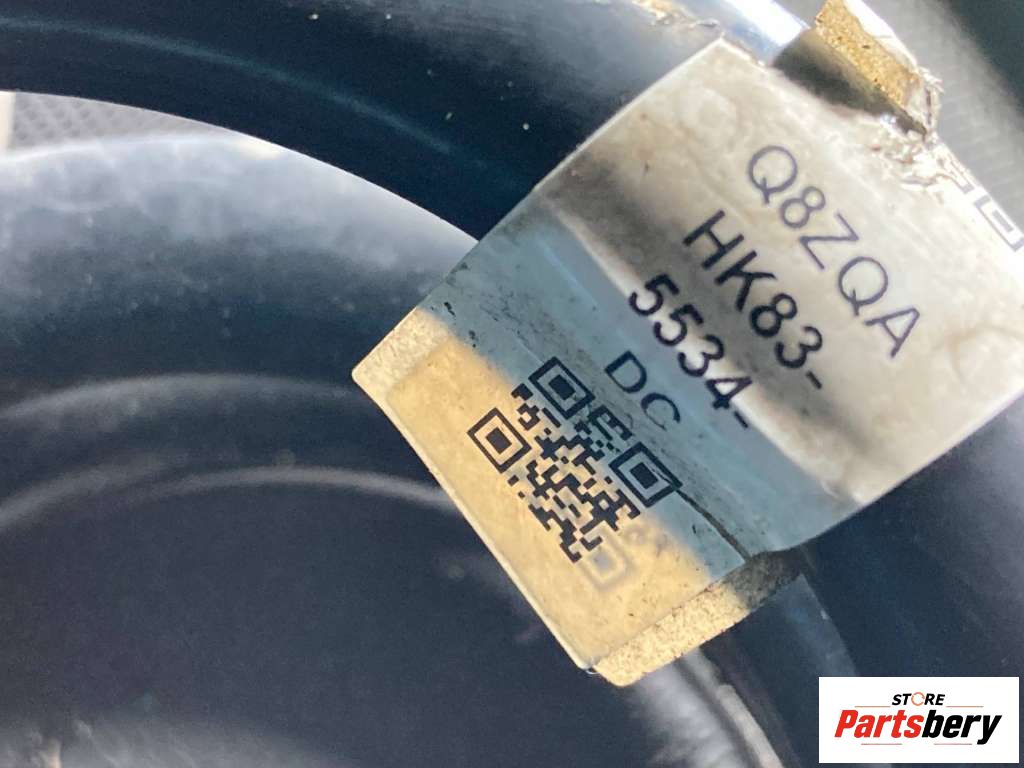 Q8ZQA
HK83-
5534-
DC
STORE
Partsbery